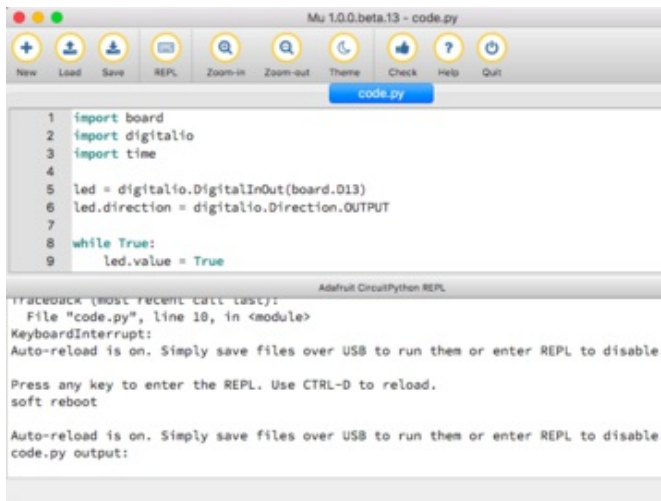 Mu 1.0.0.beta.13 - code.py
New Load Save REPL Zoom-in Zoom-out Theme Check Help Quit
code.py
1 import board
2 import digitalio
3 import time
4
5 led = digitalio.DigitalInOut(board.D13)
6 led.direction = digitalio.Direction.OUTPUT
7
8 while True:
9 led.value = True
Adafruit CircuitPython REPL
Traceback (most recent call last):
File "code.py", line 10, in <module>
KeyboardInterrupt:
Auto-reload is on. Simply save files over USB to run them or enter REPL to disable.
Press any key to enter the REPL. Use CTRL-D to reload.
soft reboot
Auto-reload is on. Simply save files over USB to run them or enter REPL to disable.
code.py output: